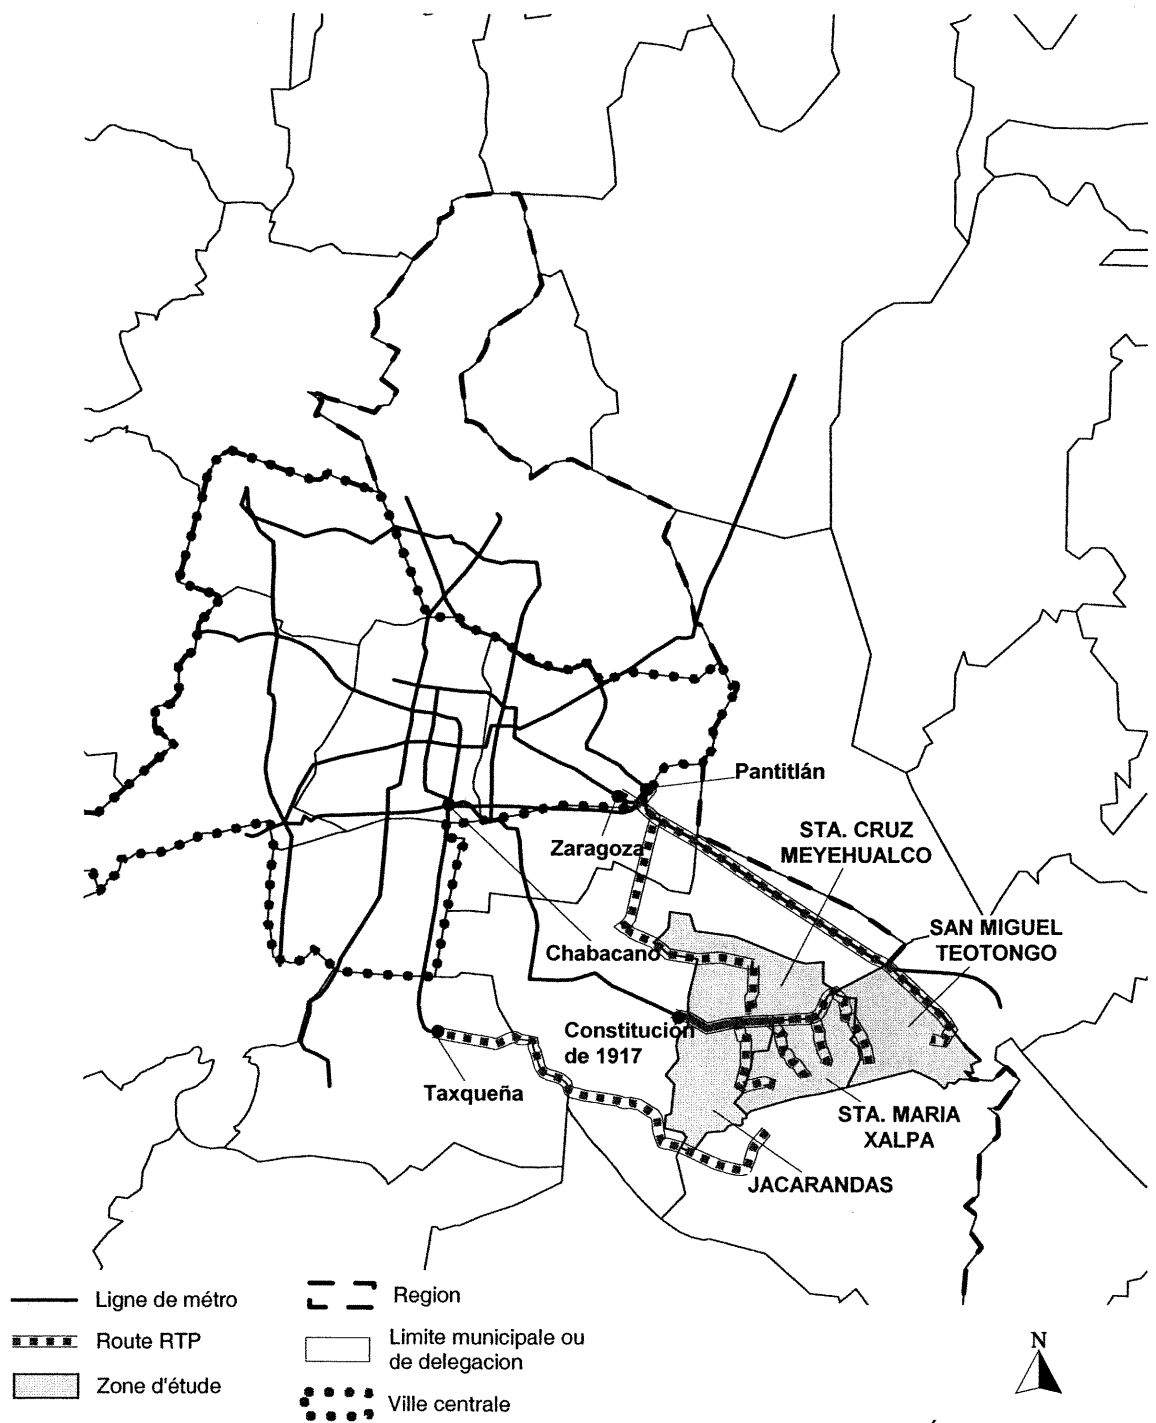 Pantitlán
STA. CRUZ
MEYEHUALCO
Zaragoza
SAN MIGUEL
TEOTONGO
Chabacano
Constitución
de 1917
Taxqueña
STA. MARIA
XALPA
JACARANDAS
Ligne de métro
Route RTP
Zone d'étude
Region
Limite municipale ou
de delegacion
Ville centrale
N